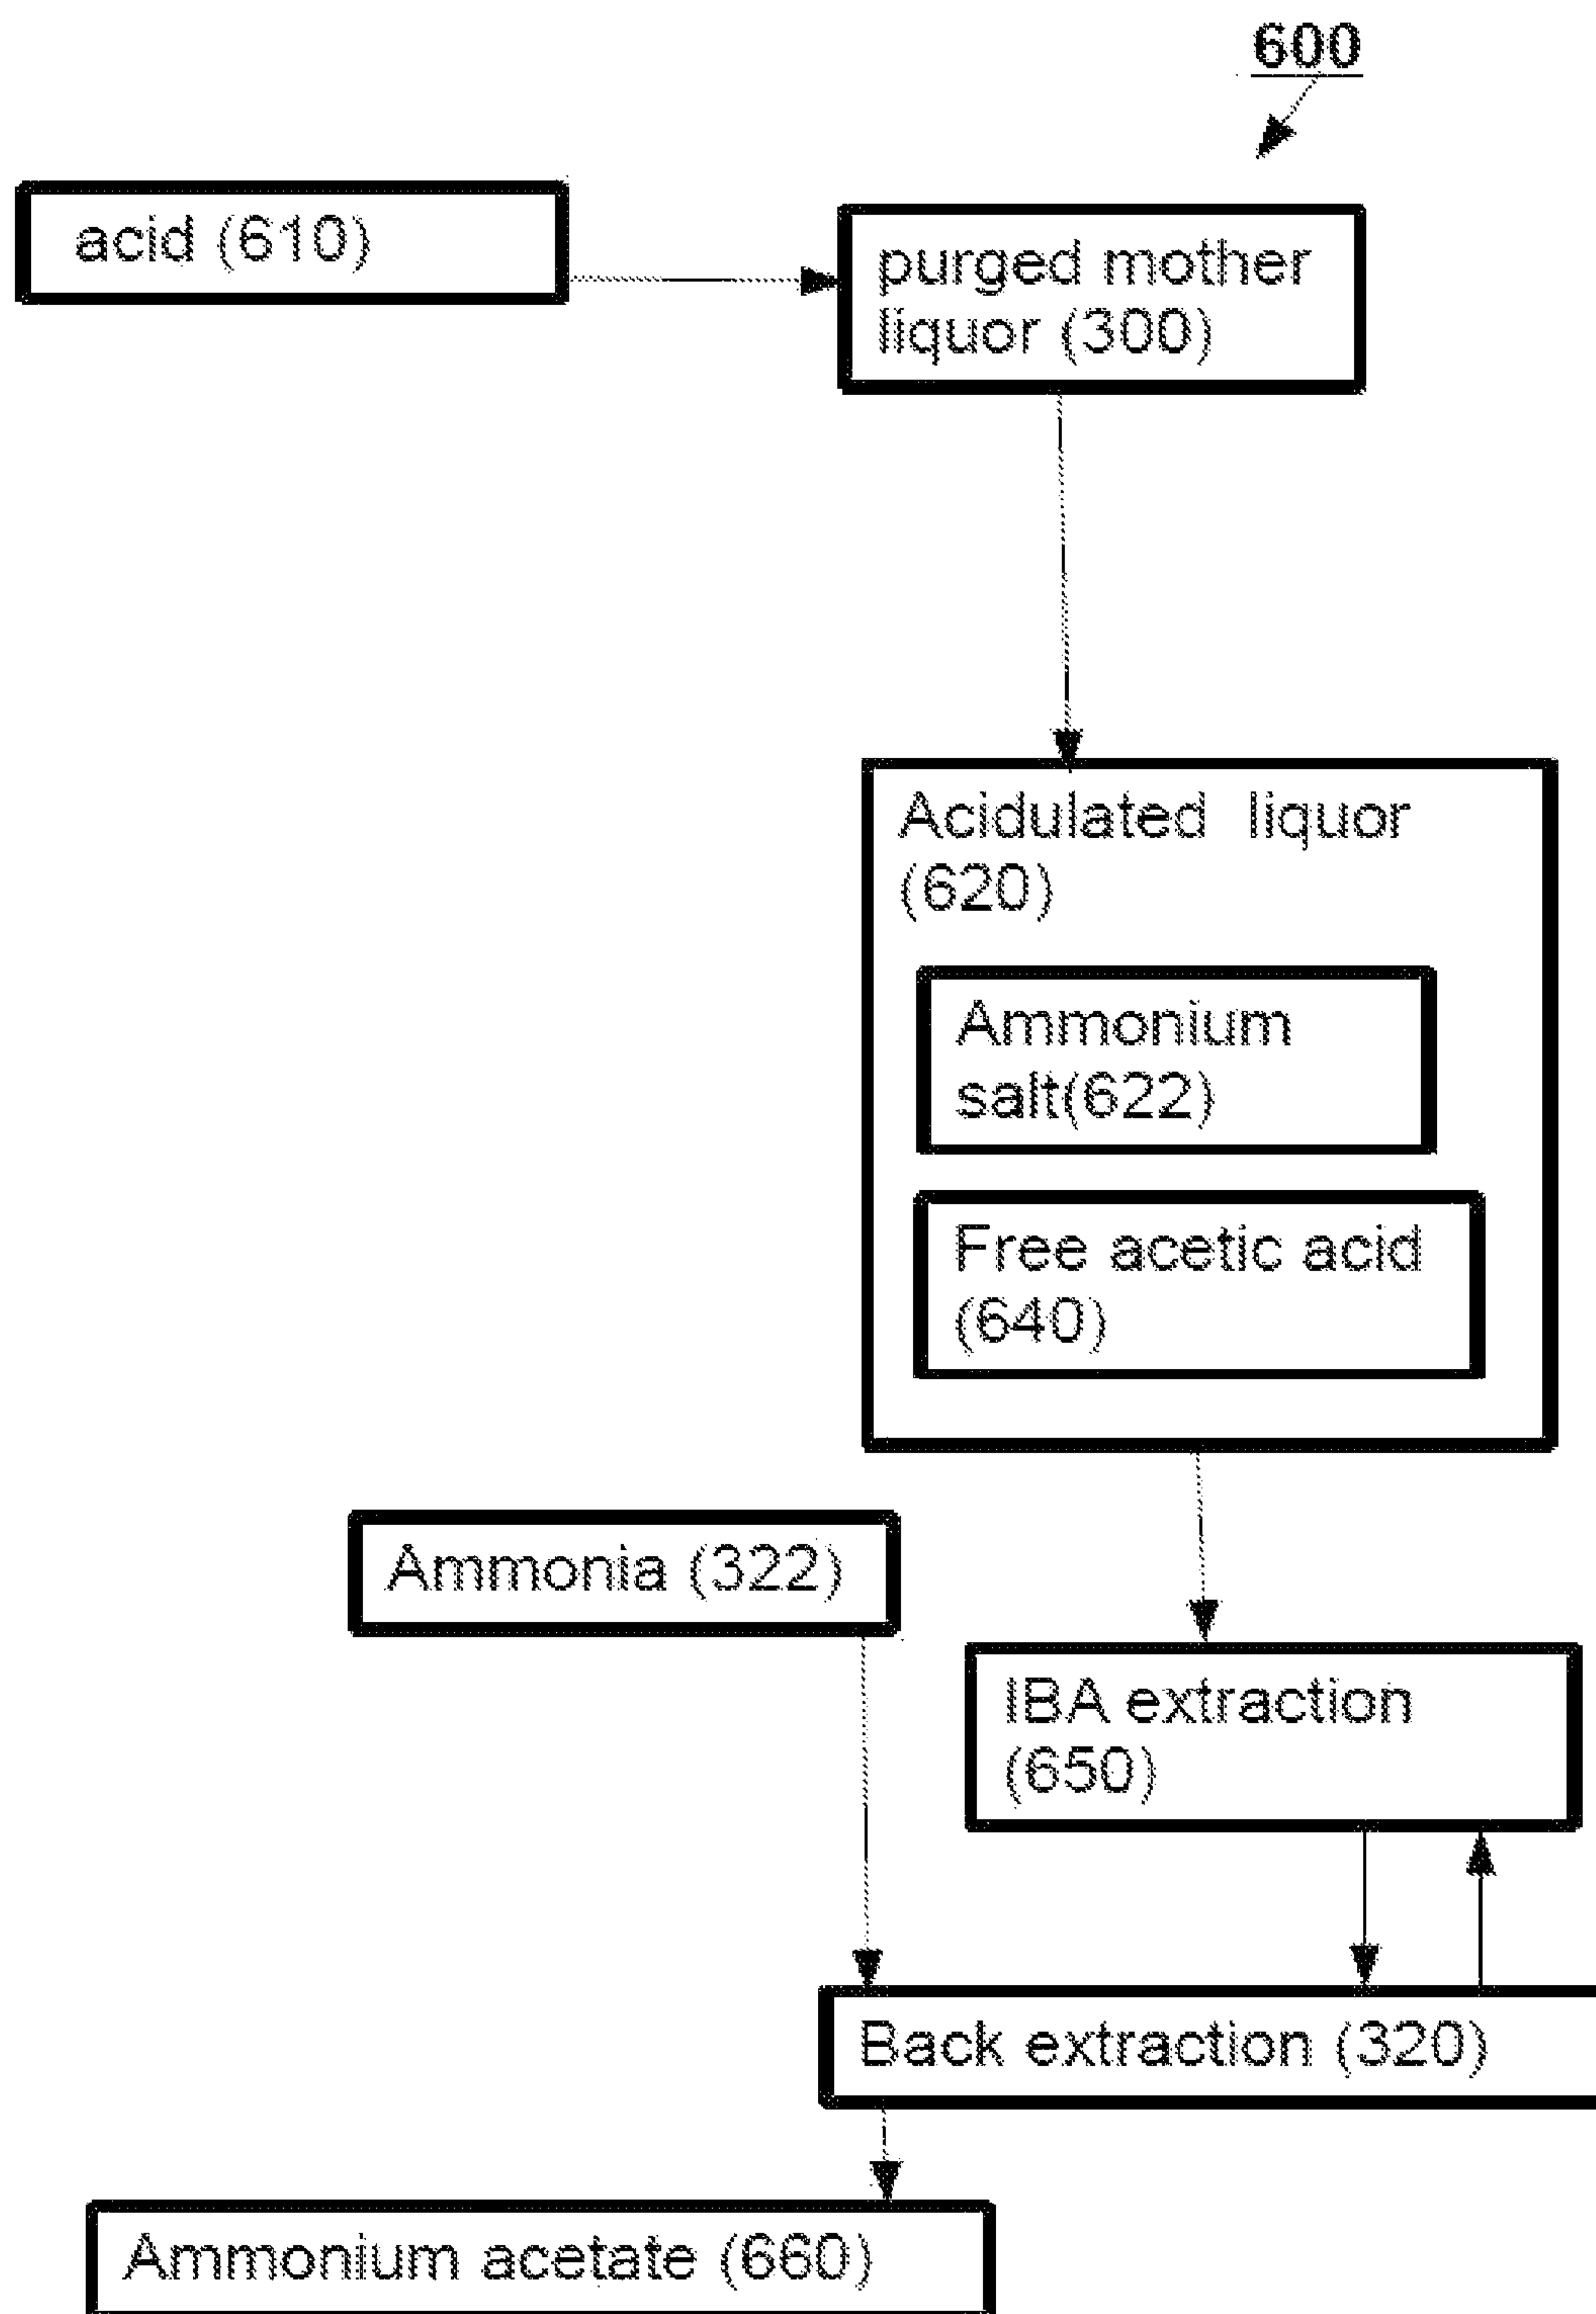 600
acid (610)
purged mother
liquor (300)
Acidulated liquor
(620)
Ammonium
salt(622)
Free acetic acid
(640)
Ammonia (322)
IBA extraction
(650)
Back extraction (320)
Ammonium acetate (660)